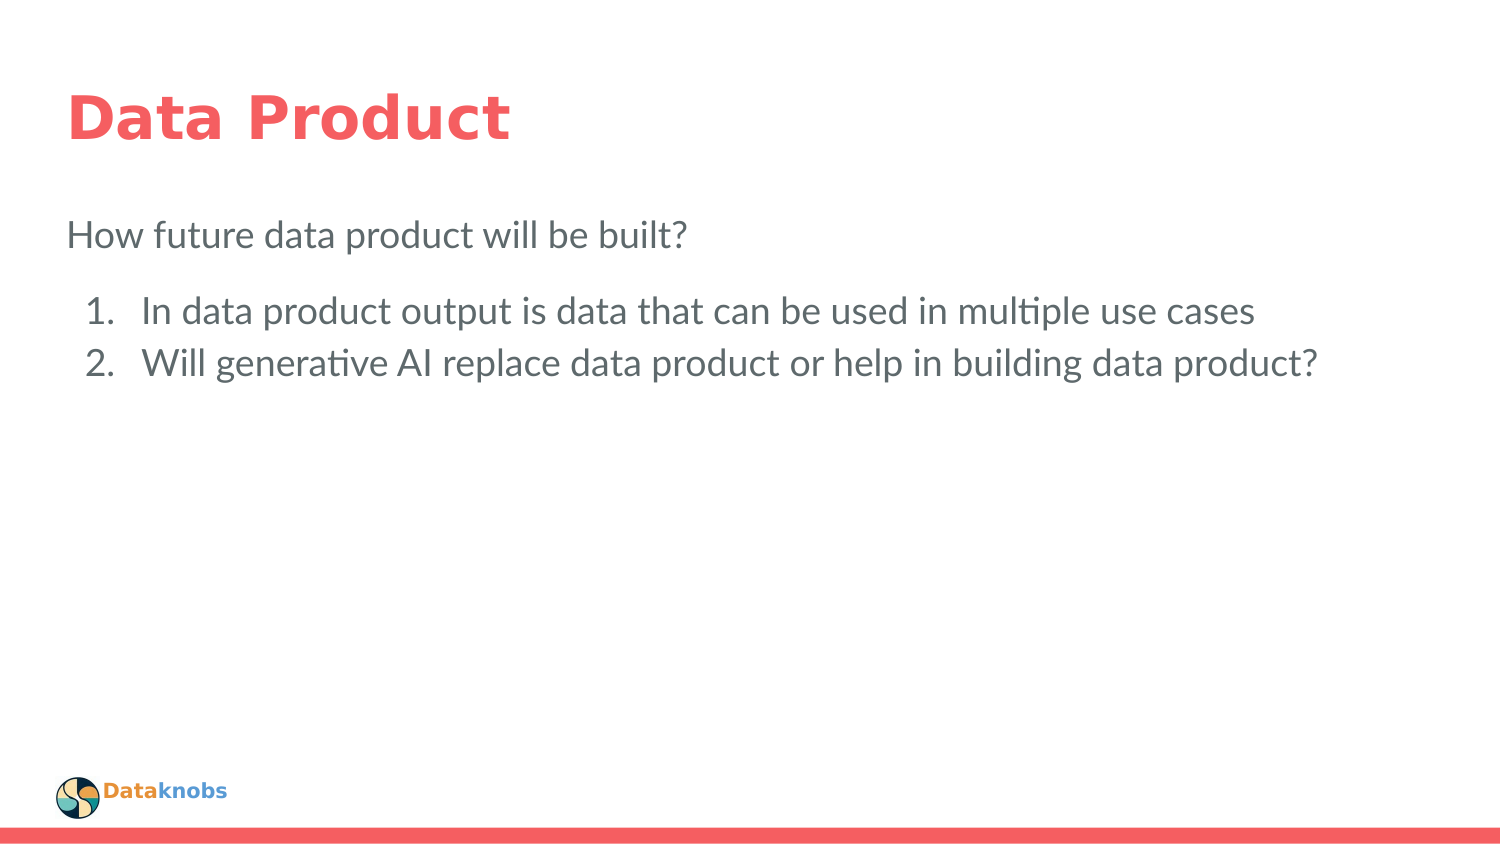 Data Product
How future data product will be built?
1. In data product output is data that can be used in multiple use cases
2. Will generative AI replace data product or help in building data product?
Dataknobs